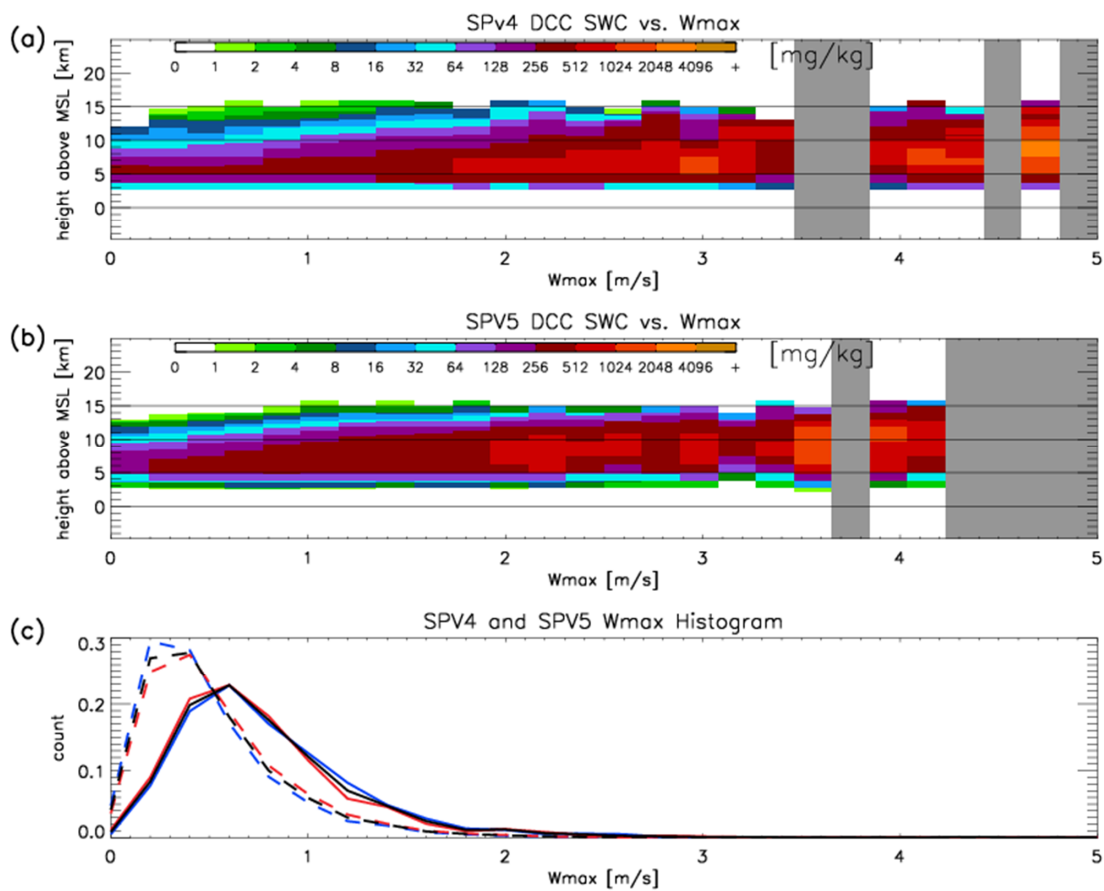 SPv4 DCC SWC vs. Wmax
(a)
[mg/kg]
0 1 2 4 8 16 32 64 128 256 512 1024 2048 4096 +
height above MSL [km]
20
15
10
5
0
0 1 2 3 4 5
Wmax [m/s]
SPV5 DCC SWC vs. Wmax
(b)
[mg/kg]
0 1 2 4 8 16 32 64 128 256 512 1024 2048 4096 +
height above MSL [km]
20
15
10
5
0
0 1 2 3 4 5
Wmax [m/s]
SPV4 and SPV5 Wmax Histogram
(c)
count
0.3
0.2
0.1
0.0
0 1 2 3 4 5
Wmax [m/s]